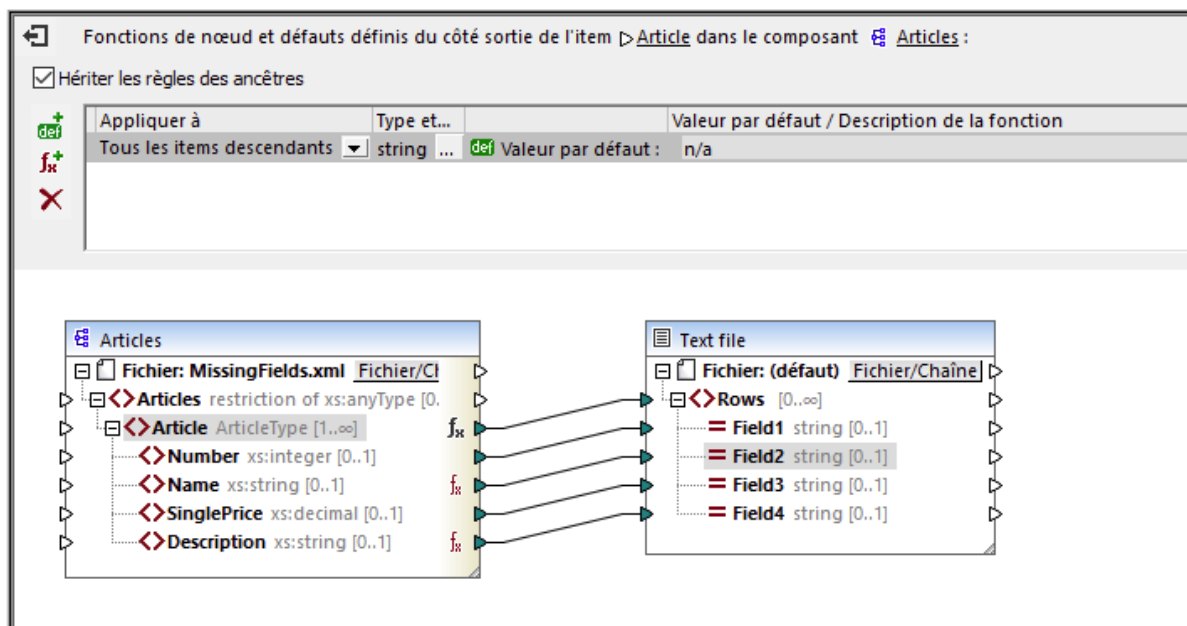 Fonctions de nœud et défauts définis du côté sortie de l'item Article dans le composant Articles :
Hériter les règles des ancêtres
Appliquer à Type et... Valeur par défaut / Description de la fonction
Tous les items descendants string ... def Valeur par défaut : n/a
def
fx
Articles
Fichier: MissingFields.xml Fichier/Ch
Articles restriction of xs:anyType [0.
Article ArticleType [1..∞] fx
Number xs:integer [0..1]
Name xs:string [0..1] fx
SinglePrice xs:decimal [0..1]
Description xs:string [0..1] fx
Text file
Fichier: (défaut) Fichier/Chaîne
Rows [0..∞]
Field1 string [0..1]
Field2 string [0..1]
Field3 string [0..1]
Field4 string [0..1]